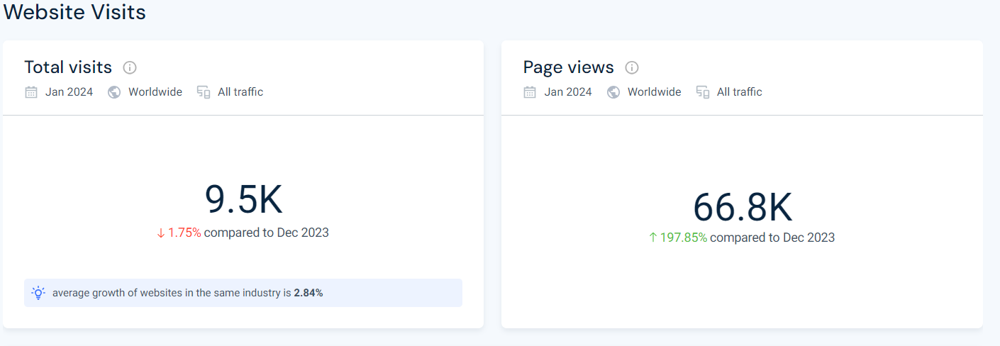 Website Visits
Total visits
Jan 2024 Worldwide All traffic
9.5K
↓ 1.75% compared to Dec 2023
average growth of websites in the same industry is 2.84%
Page views
Jan 2024 Worldwide All traffic
66.8K
↑ 197.85% compared to Dec 2023